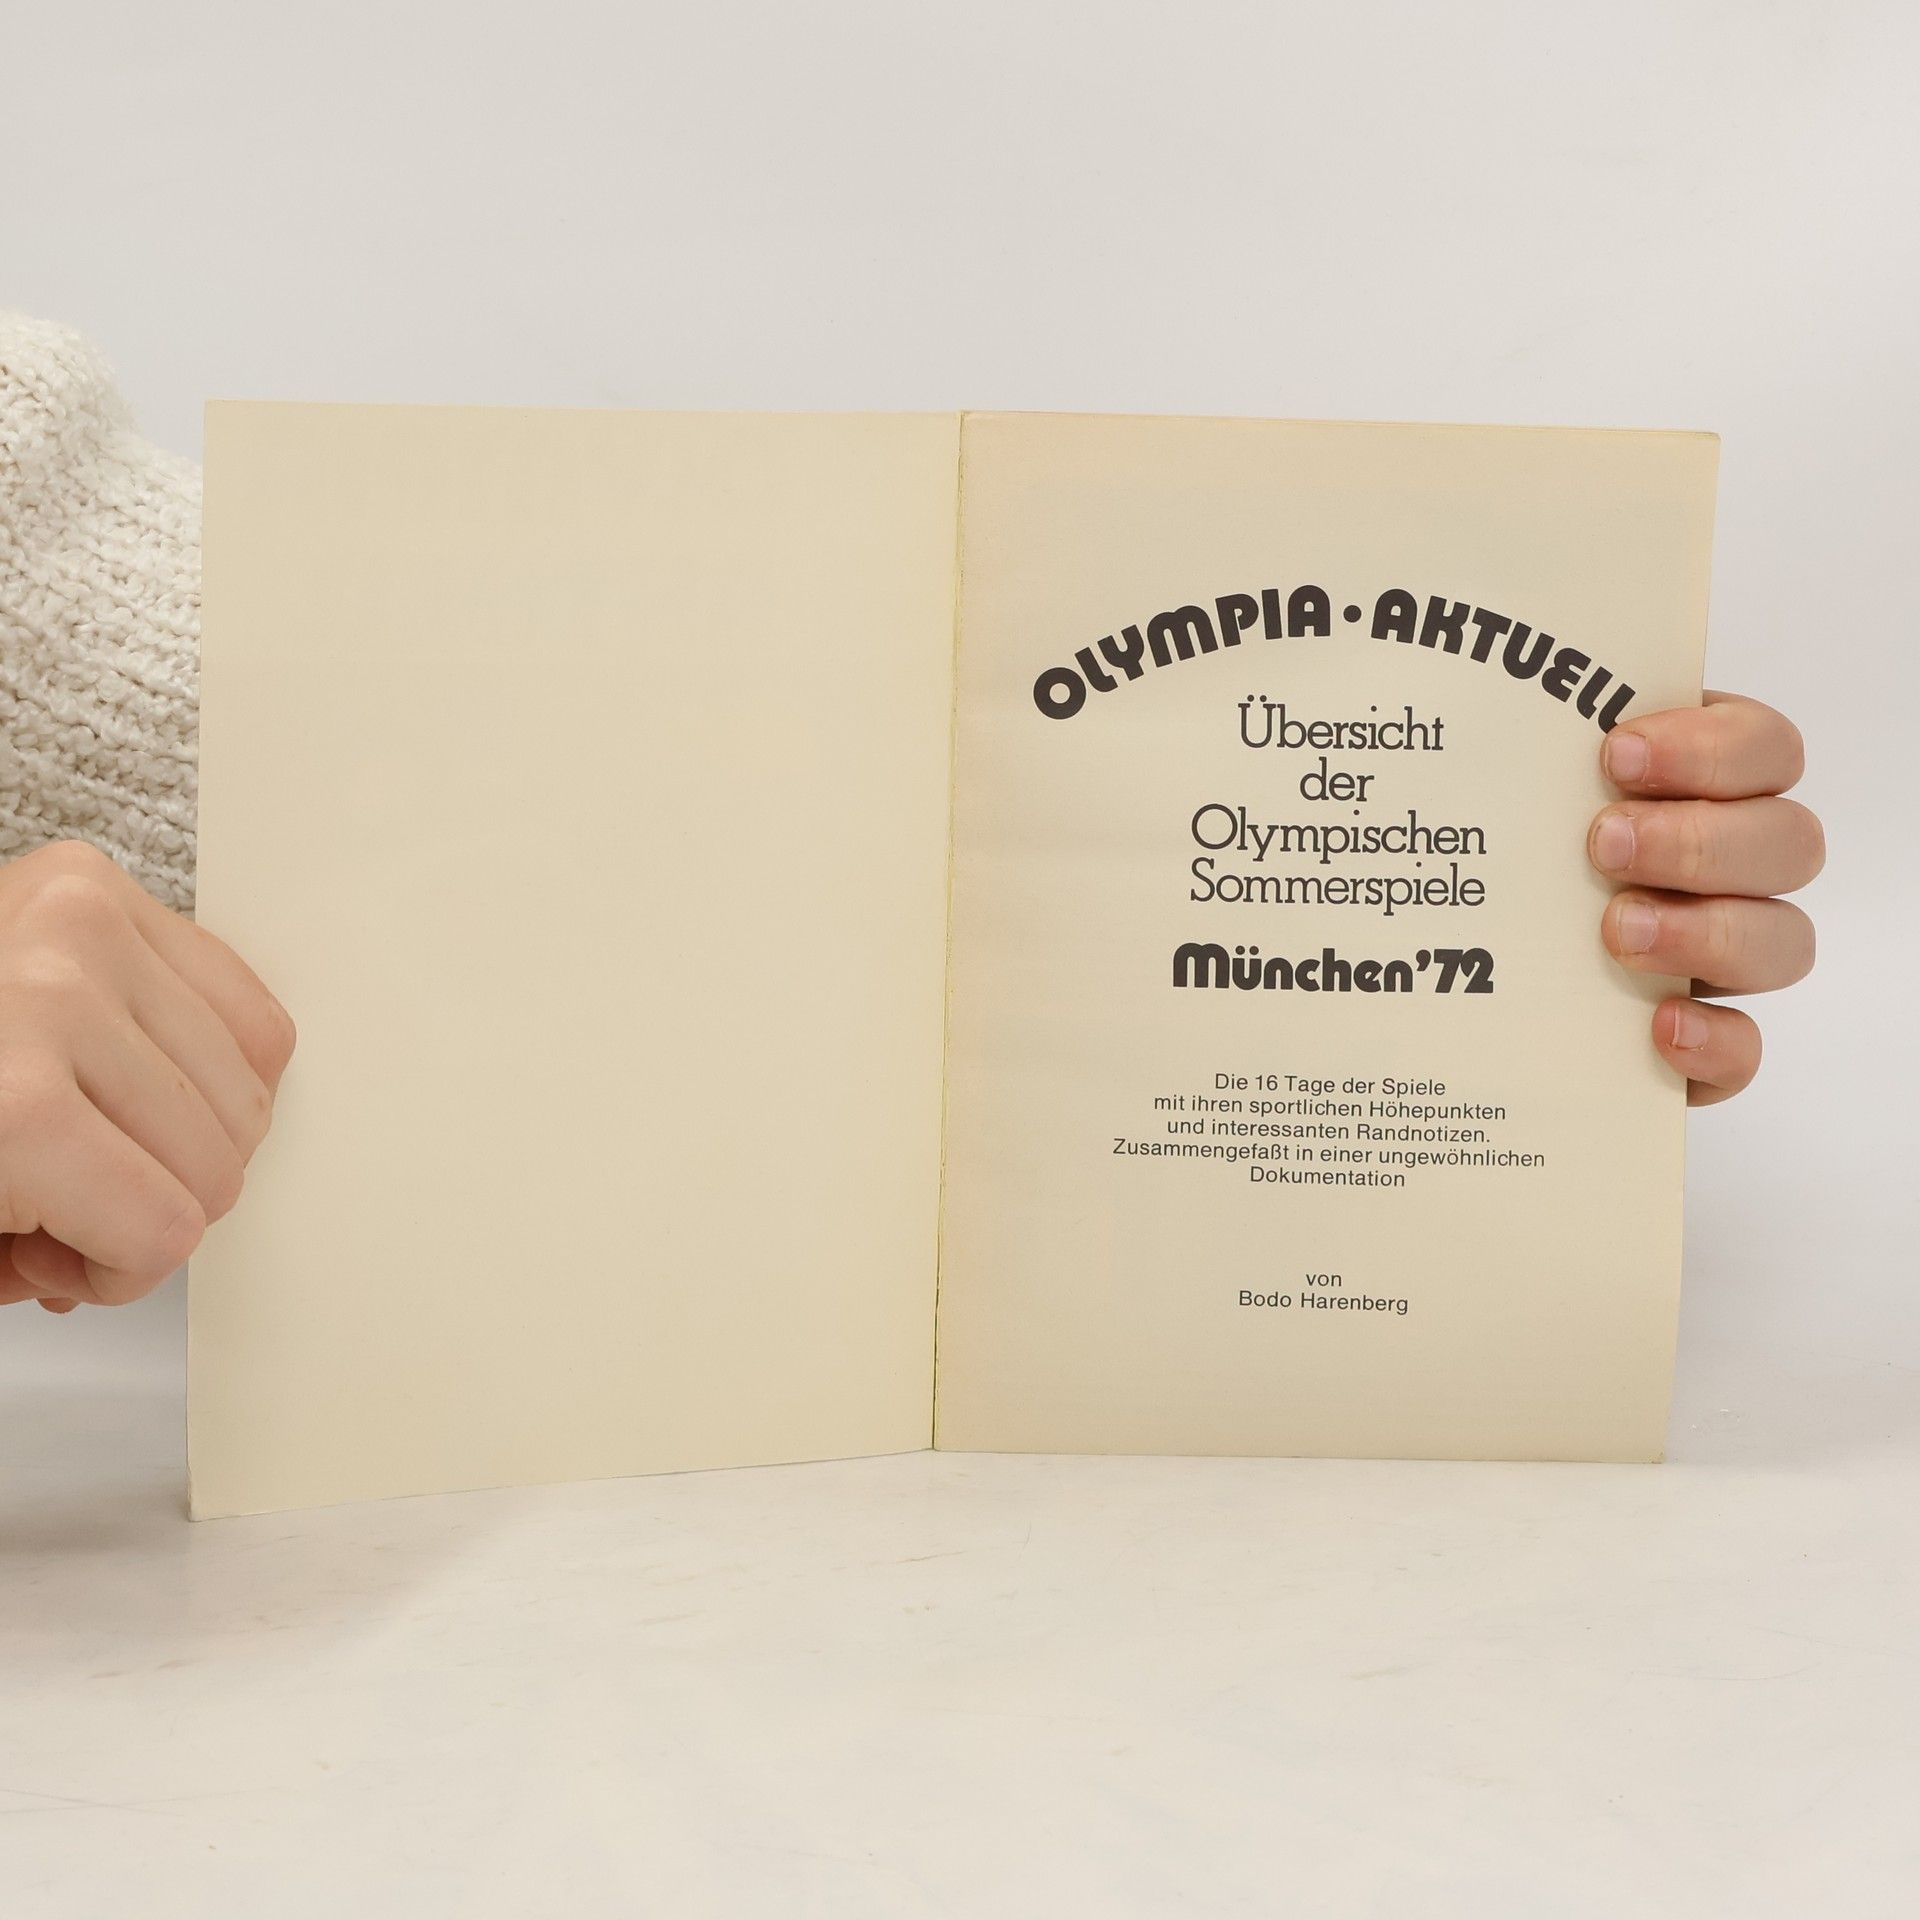 OLYMPIA · AKTUELL
Übersicht
der
Olympischen
Sommerspiele
München '72
Die 16 Tage der Spiele
mit ihren sportlichen Höhepunkten
und interessanten Randnotizen.
Zusammengefaßt in einer ungewöhnlichen
Dokumentation
von
Bodo Harenberg